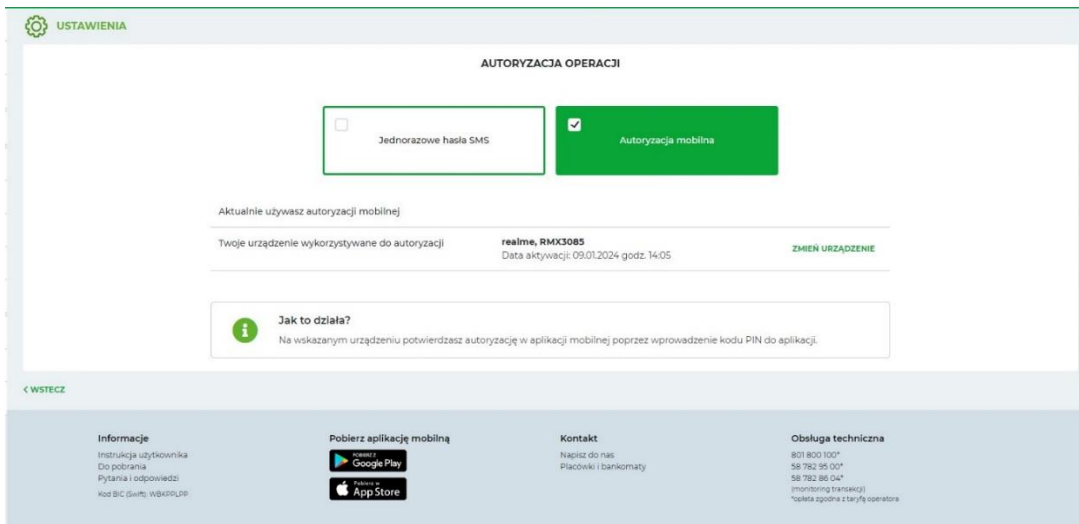 USTAWIENIA
AUTORYZACJA OPERACJI
Jednorazowe hasła SMS
Autoryzacja mobilna
Aktualnie używasz autoryzacji mobilnej
Twoje urządzenie wykorzystywane do autoryzacji
realme, RMX3085
Data aktywacji: 09.01.2024 godz. 14:05
ZMIEŃ URZĄDZENIE
Jak to działa?
Na wskazanym urządzeniu potwierdzasz autoryzację w aplikacji mobilnej poprzez wprowadzenie kodu PIN do aplikacji.
< WSTECZ
Informacje
Instrukcja użytkownika
Do pobrania
Pytania i odpowiedzi
Kod BIC (Swift): WBKPPLPP
Pobierz aplikację mobilną
POBIERZ Z
Google Play
Pobierz w
App Store
Kontakt
Napisz do nas
Placówki i bankomaty
Obsługa techniczna
801 800 100*
58 782 95 00*
58 782 86 04*
(monitoring transakcji)
*opłata zgodna z taryfą operatora